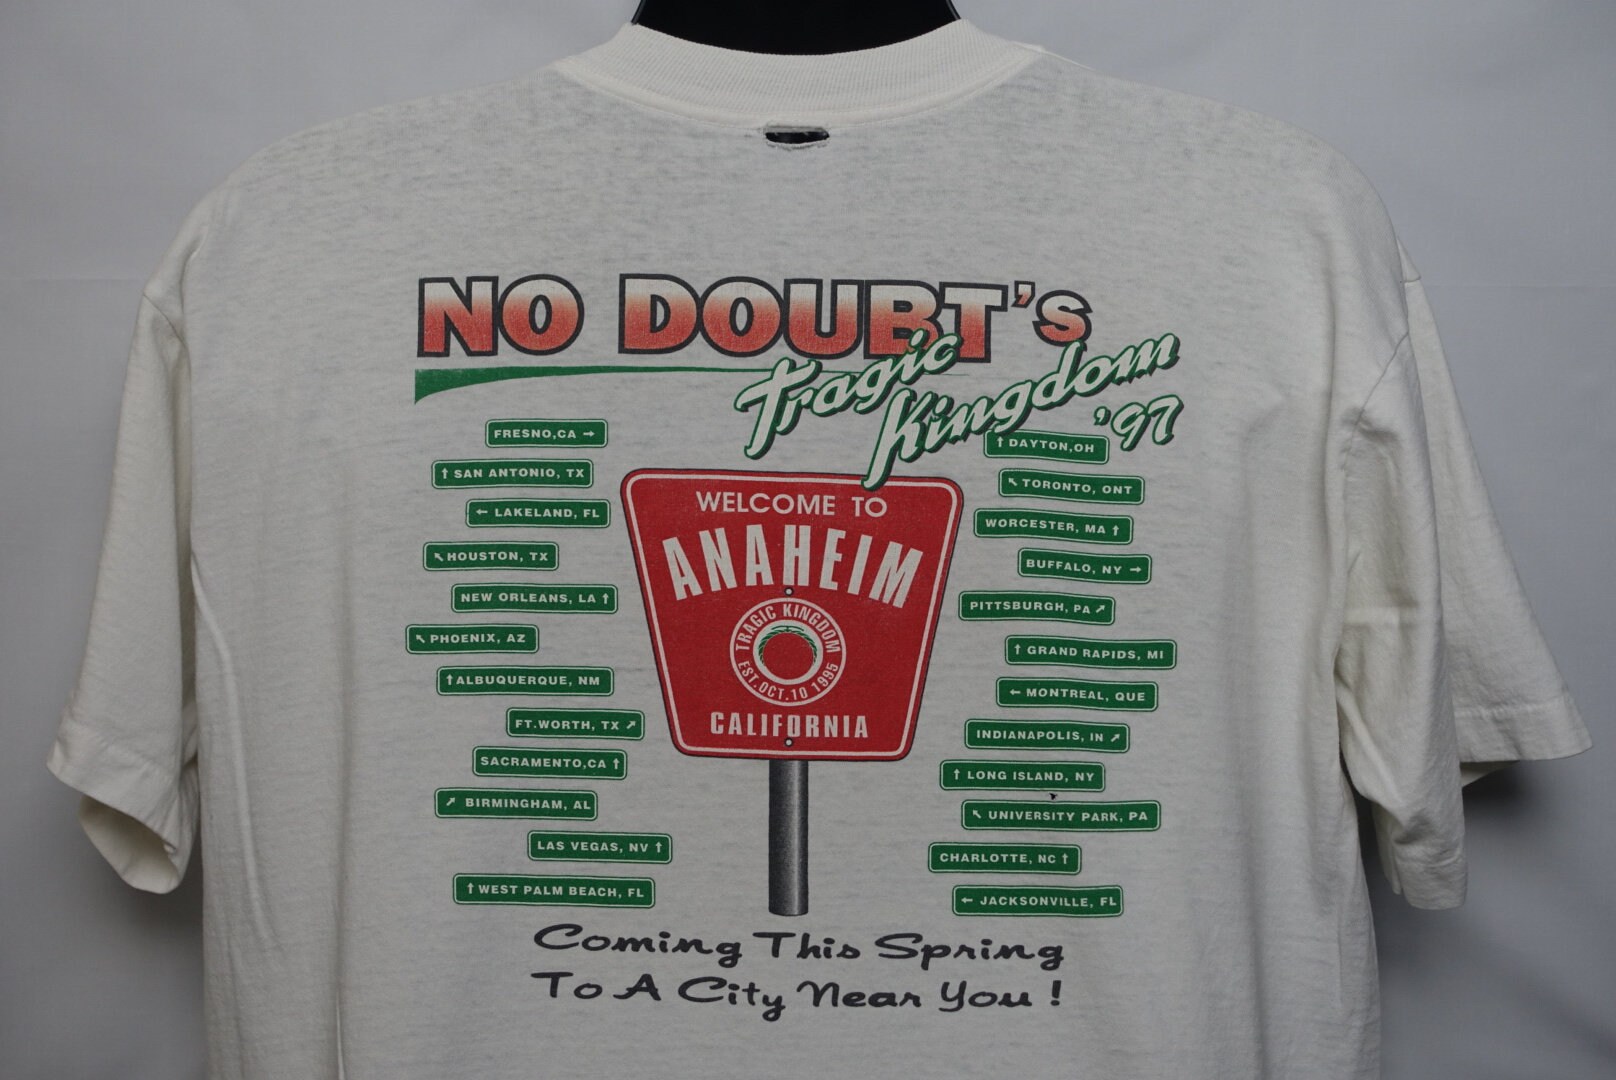 NO DOUBT's
Tragic
Kingdom
'97
FRESNO,CA →
↑ SAN ANTONIO, TX
← LAKELAND, FL
↖ HOUSTON, TX
NEW ORLEANS, LA ↑
↖ PHOENIX, AZ
↑ ALBUQUERQUE, NM
FT.WORTH, TX ↗
SACRAMENTO,CA ↑
↗ BIRMINGHAM, AL
LAS VEGAS, NV ↑
↑ WEST PALM BEACH, FL
WELCOME TO
ANAHEIM
TRAGIC KINGDOM
EST.OCT.10 1995
CALIFORNIA
↑ DAYTON,OH
↖ TORONTO, ONT
WORCESTER, MA ↑
BUFFALO, NY →
PITTSBURGH, PA ↗
↑ GRAND RAPIDS, MI
← MONTREAL, QUE
INDIANAPOLIS, IN ↗
↑ LONG ISLAND, NY
↖ UNIVERSITY PARK, PA
CHARLOTTE, NC ↑
← JACKSONVILLE, FL
Coming This Spring
To A City Near You !